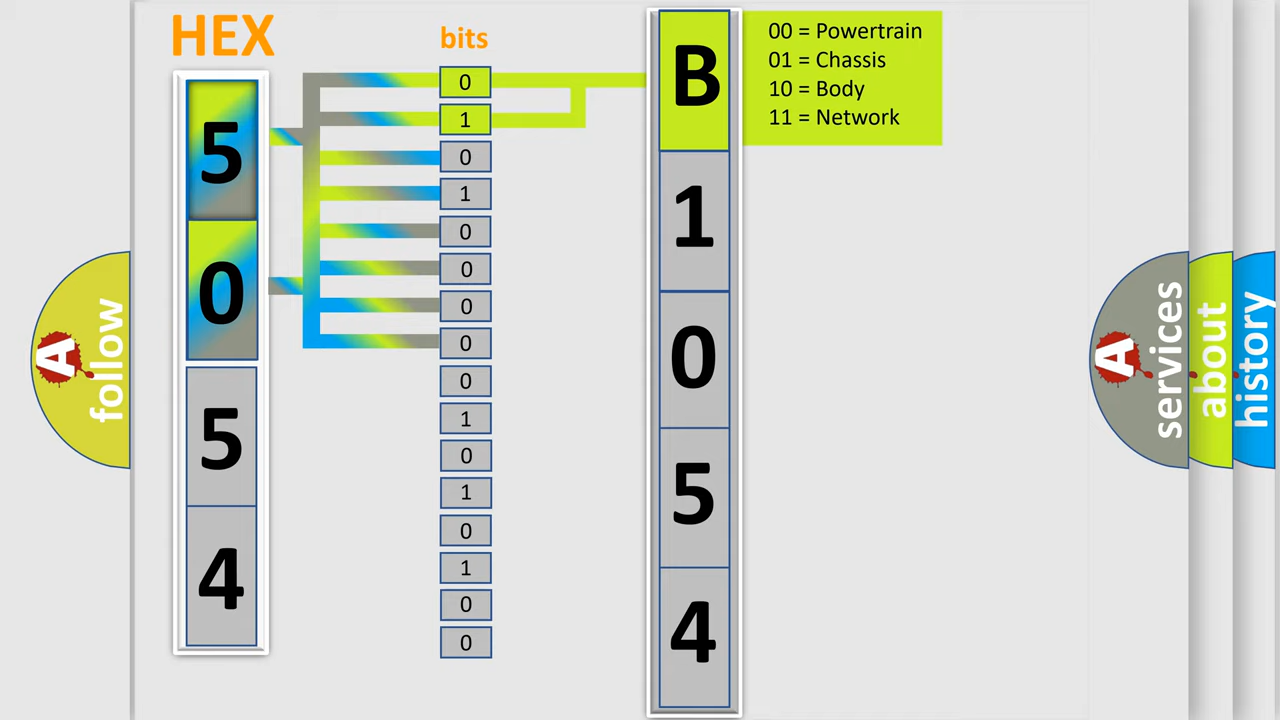 HEX
bits
5
0
5
4
0
1
0
1
0
0
0
0
0
1
0
1
0
1
0
0
B
1
0
5
4
00 = Powertrain
01 = Chassis
10 = Body
11 = Network
A
follow
A
services
about
history